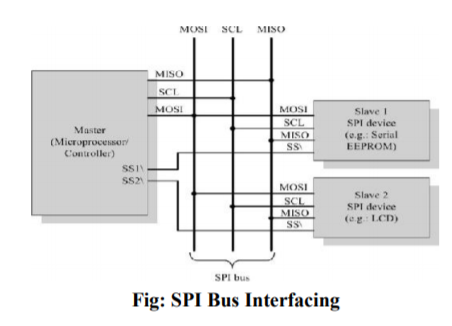 MOSI SCL MISO
MISO
SCL
MOSI
Master
(Microprocessor/
Controller)
SS1\
SS2\
MOSI
SCL
MISO
SS\
Slave 1
SPI device
(e.g.: Serial
EEPROM)
MOSI
SCL
MISO
SS\
Slave 2
SPI device
(e.g.: LCD)
SPI bus
Fig: SPI Bus Interfacing